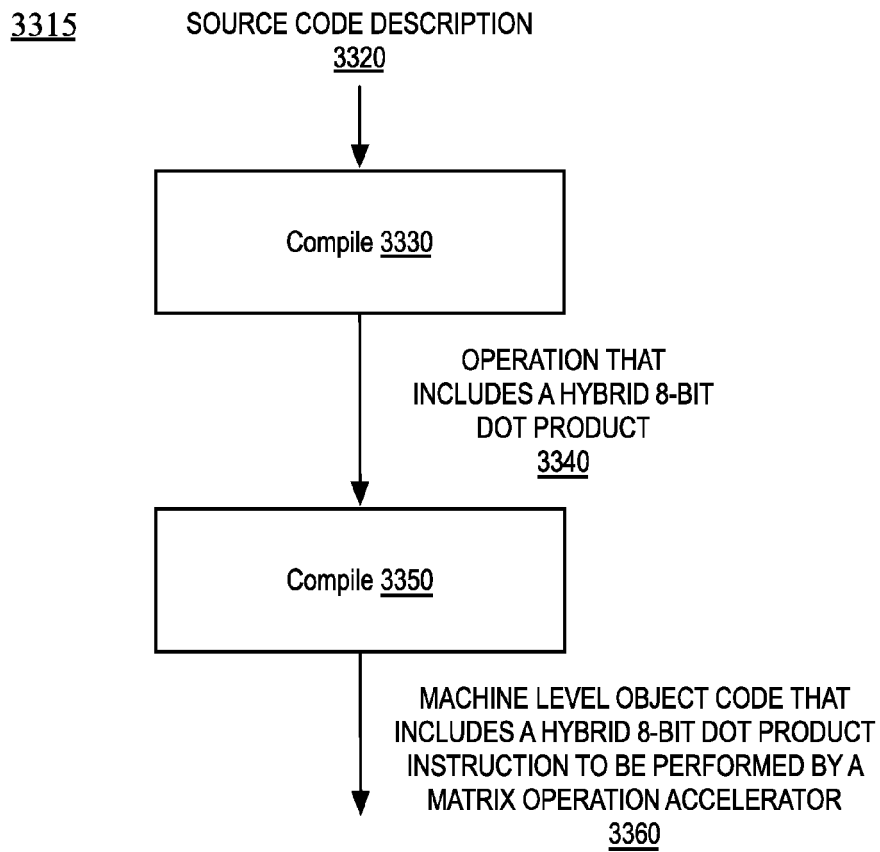 3315
SOURCE CODE DESCRIPTION
3320
Compile 3330
OPERATION THAT
INCLUDES A HYBRID 8-BIT
DOT PRODUCT
3340
Compile 3350
MACHINE LEVEL OBJECT CODE THAT
INCLUDES A HYBRID 8-BIT DOT PRODUCT
INSTRUCTION TO BE PERFORMED BY A
MATRIX OPERATION ACCELERATOR
3360